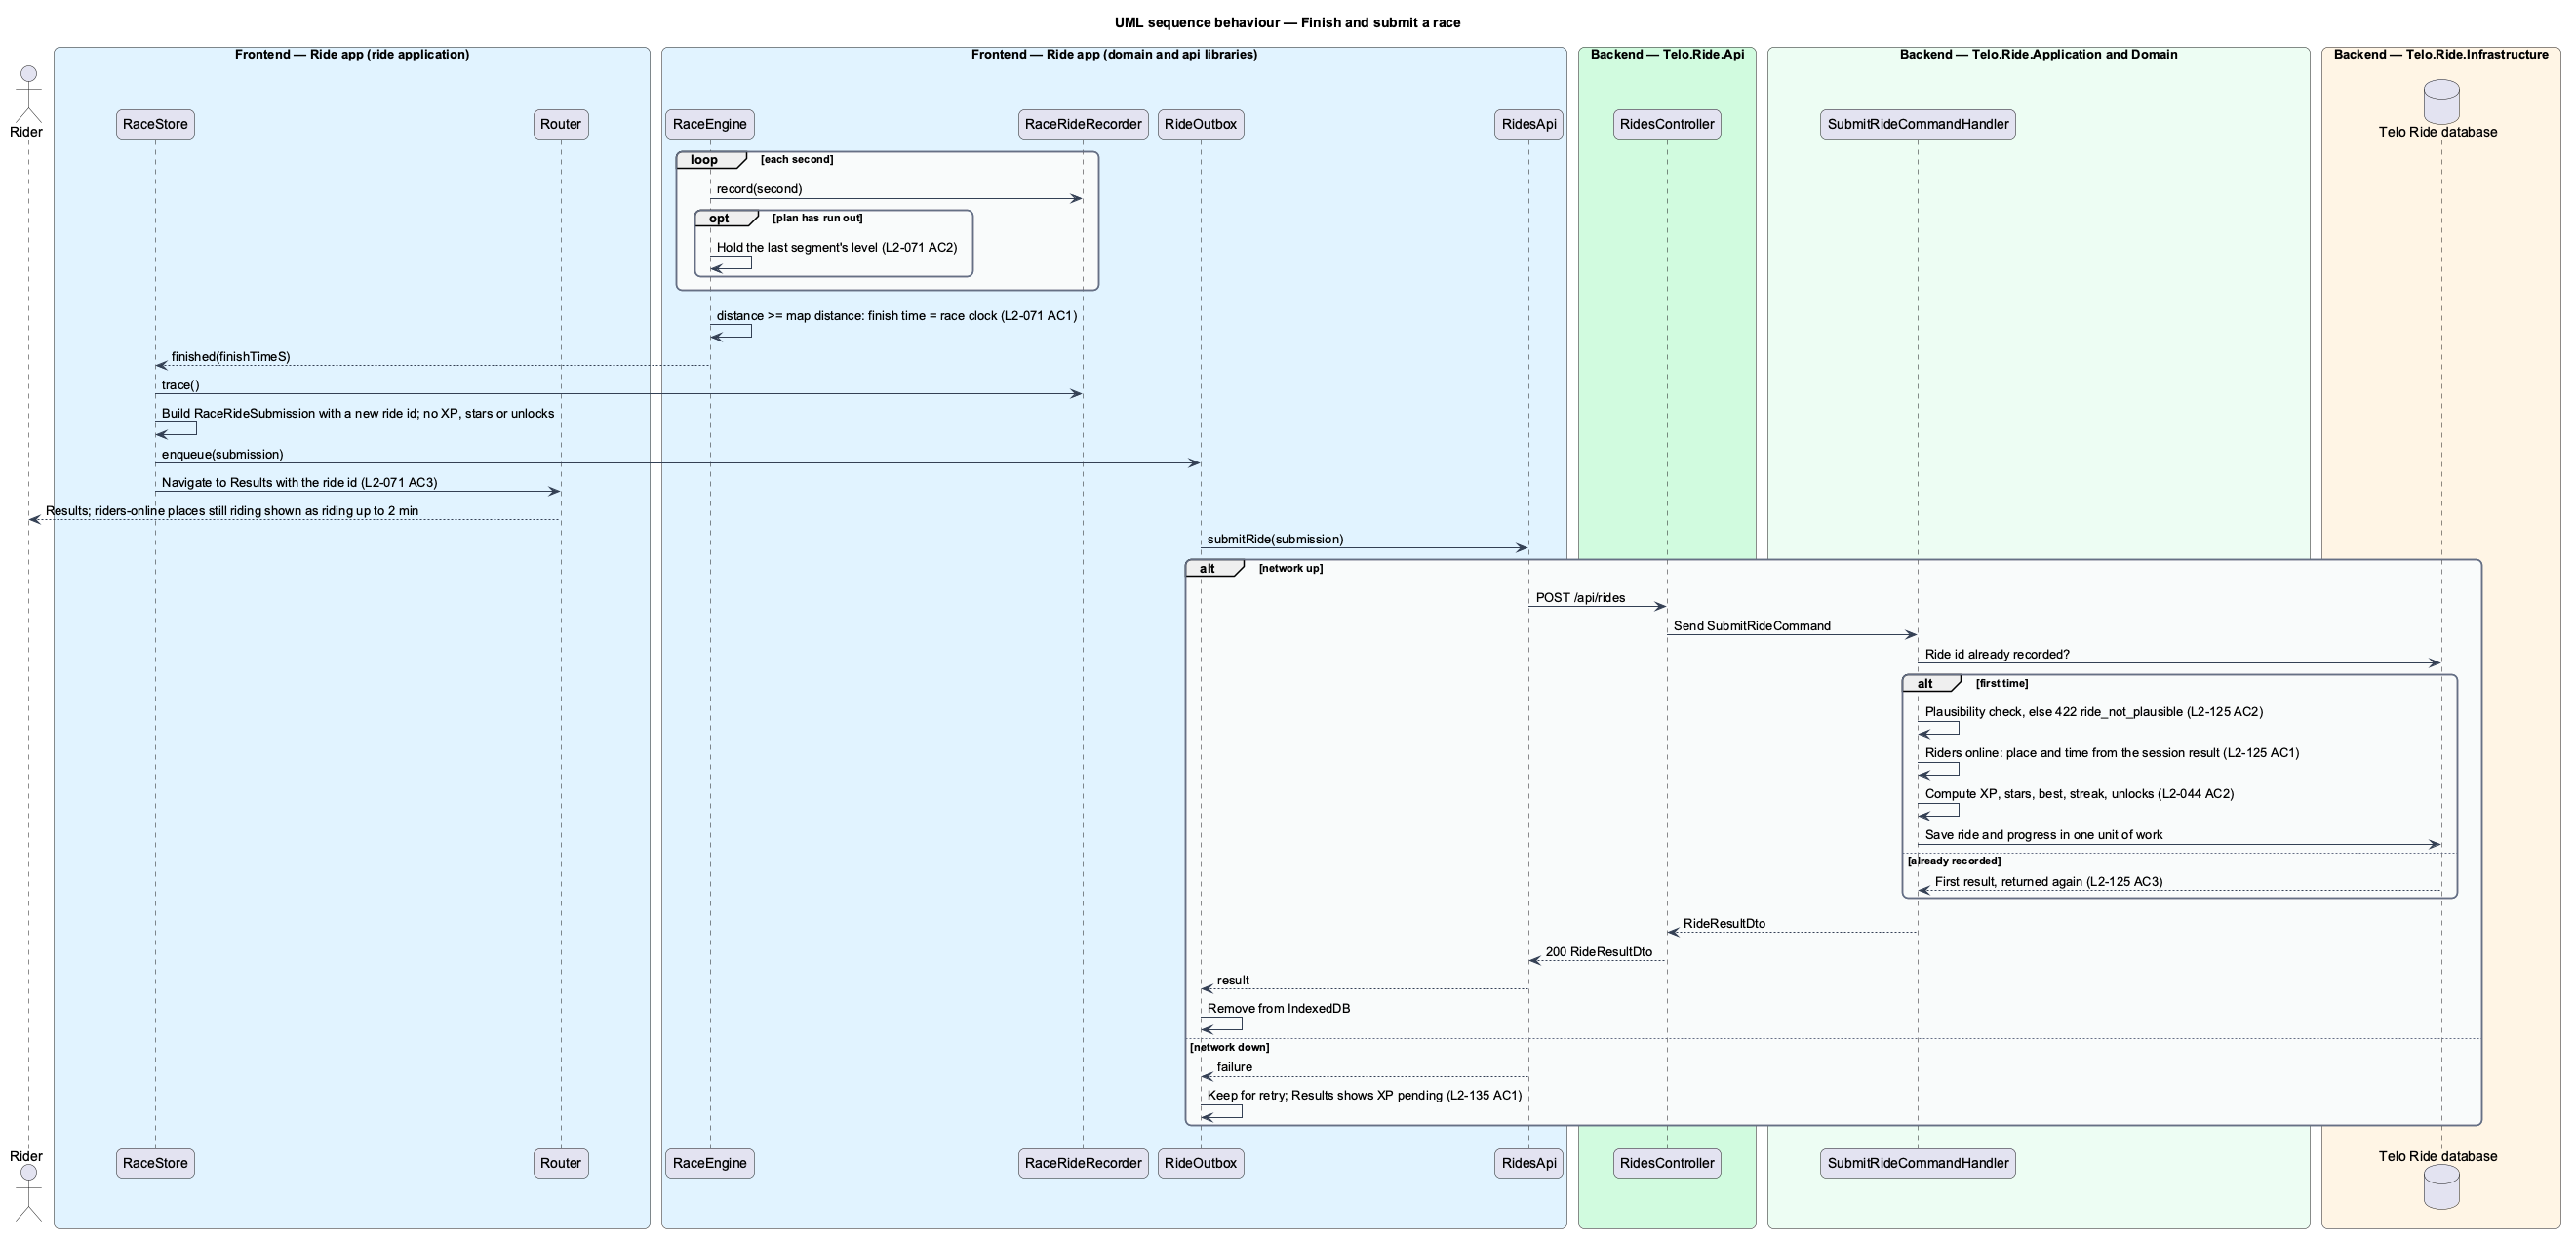 UML sequence behaviour — Finish and submit a race
Frontend — Ride app (ride application)
Frontend — Ride app (domain and api libraries)
Backend — Telo.Ride.Api
Backend — Telo.Ride.Application and Domain
Backend — Telo.Ride.Infrastructure
Rider
RaceStore
Router
RaceEngine
RaceRideRecorder
RideOutbox
RidesApi
RidesController
SubmitRideCommandHandler
Telo Ride database
loop [each second]
record(second)
opt [plan has run out]
Hold the last segment's level (L2-071 AC2)
distance >= map distance: finish time = race clock (L2-071 AC1)
finished(finishTimeS)
trace()
Build RaceRideSubmission with a new ride id; no XP, stars or unlocks
enqueue(submission)
Navigate to Results with the ride id (L2-071 AC3)
Results; riders-online places still riding shown as riding up to 2 min
submitRide(submission)
alt [network up]
POST /api/rides
Send SubmitRideCommand
Ride id already recorded?
alt [first time]
Plausibility check, else 422 ride_not_plausible (L2-125 AC2)
Riders online: place and time from the session result (L2-125 AC1)
Compute XP, stars, best, streak, unlocks (L2-044 AC2)
Save ride and progress in one unit of work
[already recorded]
First result, returned again (L2-125 AC3)
RideResultDto
200 RideResultDto
result
Remove from IndexedDB
[network down]
failure
Keep for retry; Results shows XP pending (L2-135 AC1)
Rider
RaceStore
Router
RaceEngine
RaceRideRecorder
RideOutbox
RidesApi
RidesController
SubmitRideCommandHandler
Telo Ride database